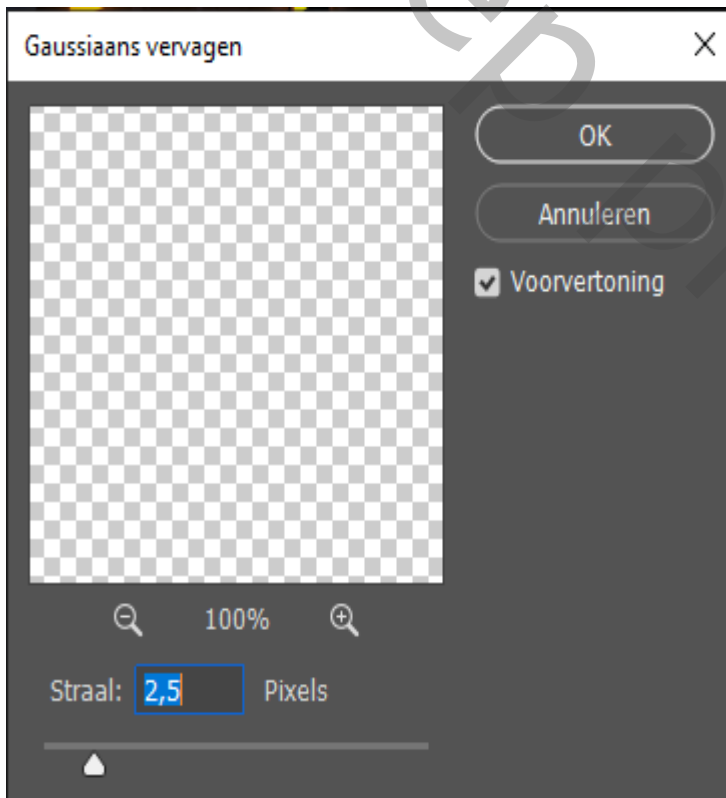 Gaussiaans vervagen
OK
Annuleren
Voorvertoning
100%
Straal: 2,5 Pixels